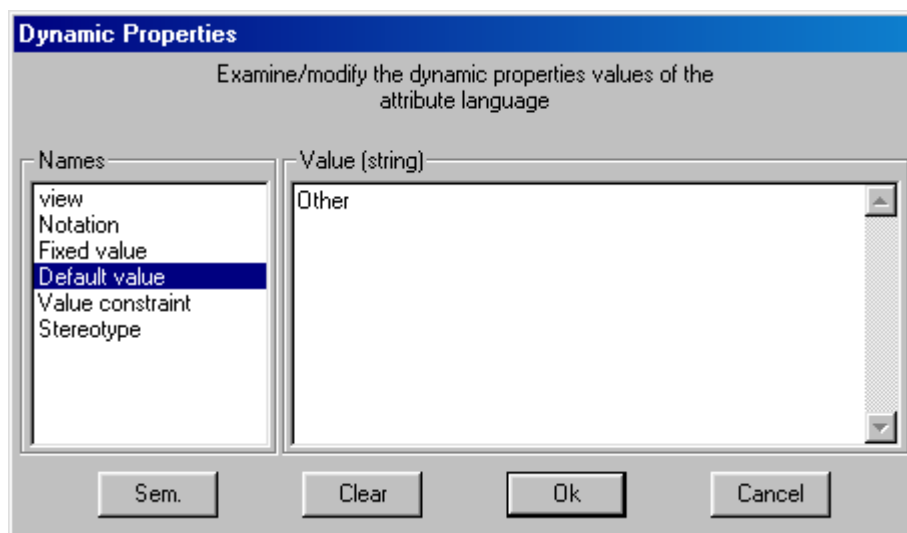 Dynamic Properties
Examine/modify the dynamic properties values of the
attribute language
Names
view
Notation
Fixed value
Default value
Value constraint
Stereotype
Value (string)
Other
Sem.
Clear
Ok
Cancel